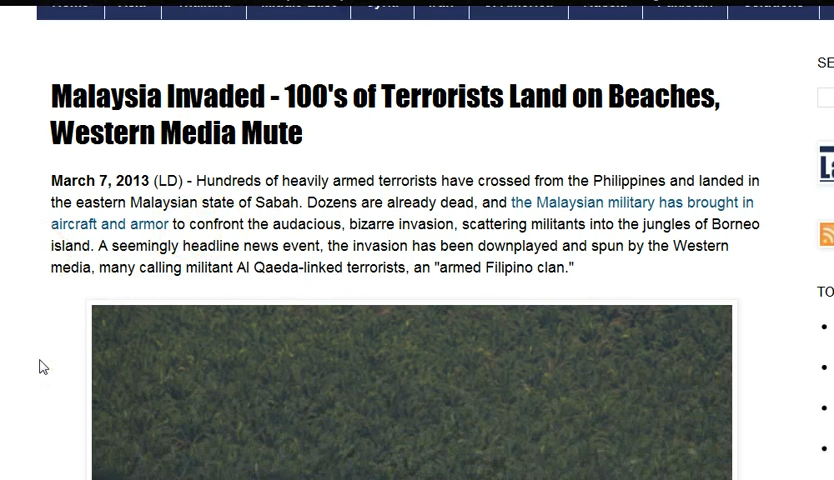 Malaysia Invaded - 100's of Terrorists Land on Beaches,
Western Media Mute
March 7, 2013 (LD) - Hundreds of heavily armed terrorists have crossed from the Philippines and landed in
the eastern Malaysian state of Sabah. Dozens are already dead, and the Malaysian military has brought in
aircraft and armor to confront the audacious, bizarre invasion, scattering militants into the jungles of Borneo
island. A seemingly headline news event, the invasion has been downplayed and spun by the Western
media, many calling militant Al Qaeda-linked terrorists, an "armed Filipino clan."
SE
La
TO